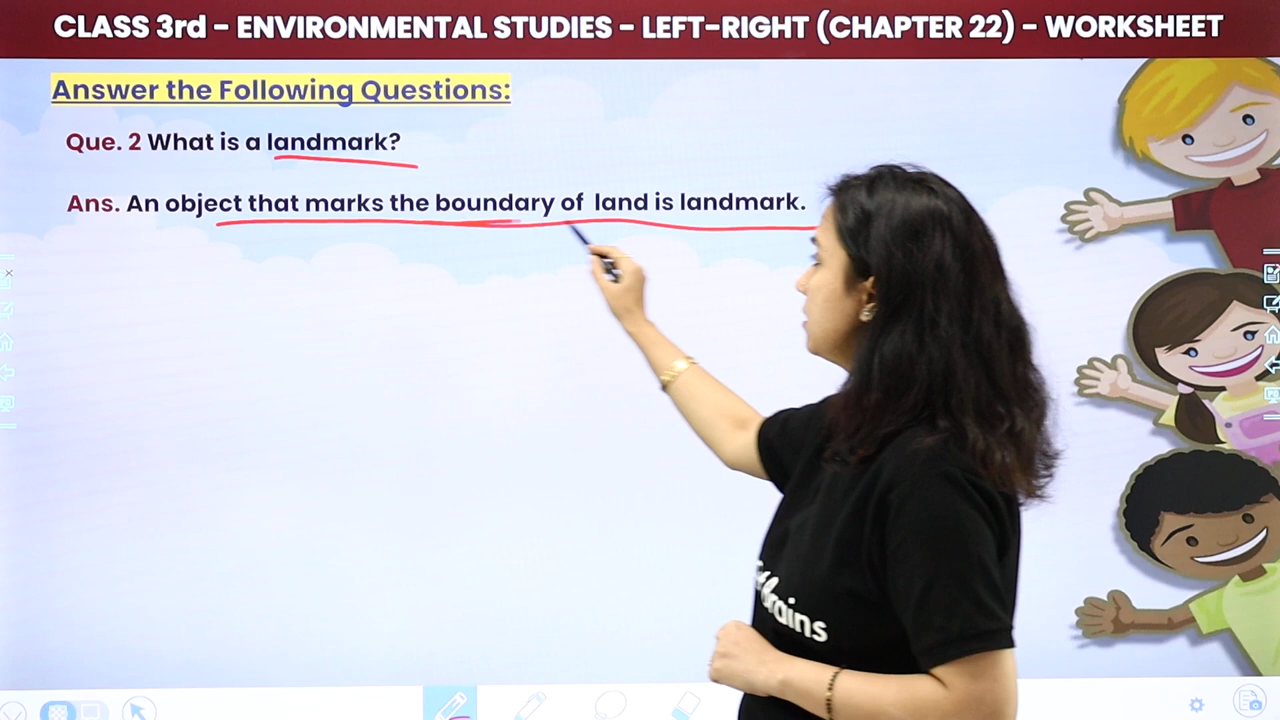 CLASS 3rd – ENVIRONMENTAL STUDIES – LEFT-RIGHT (CHAPTER 22) – WORKSHEET
Answer the Following Questions:
Que. 2 What is a landmark?
Ans. An object that marks the boundary of land is landmark.
rains